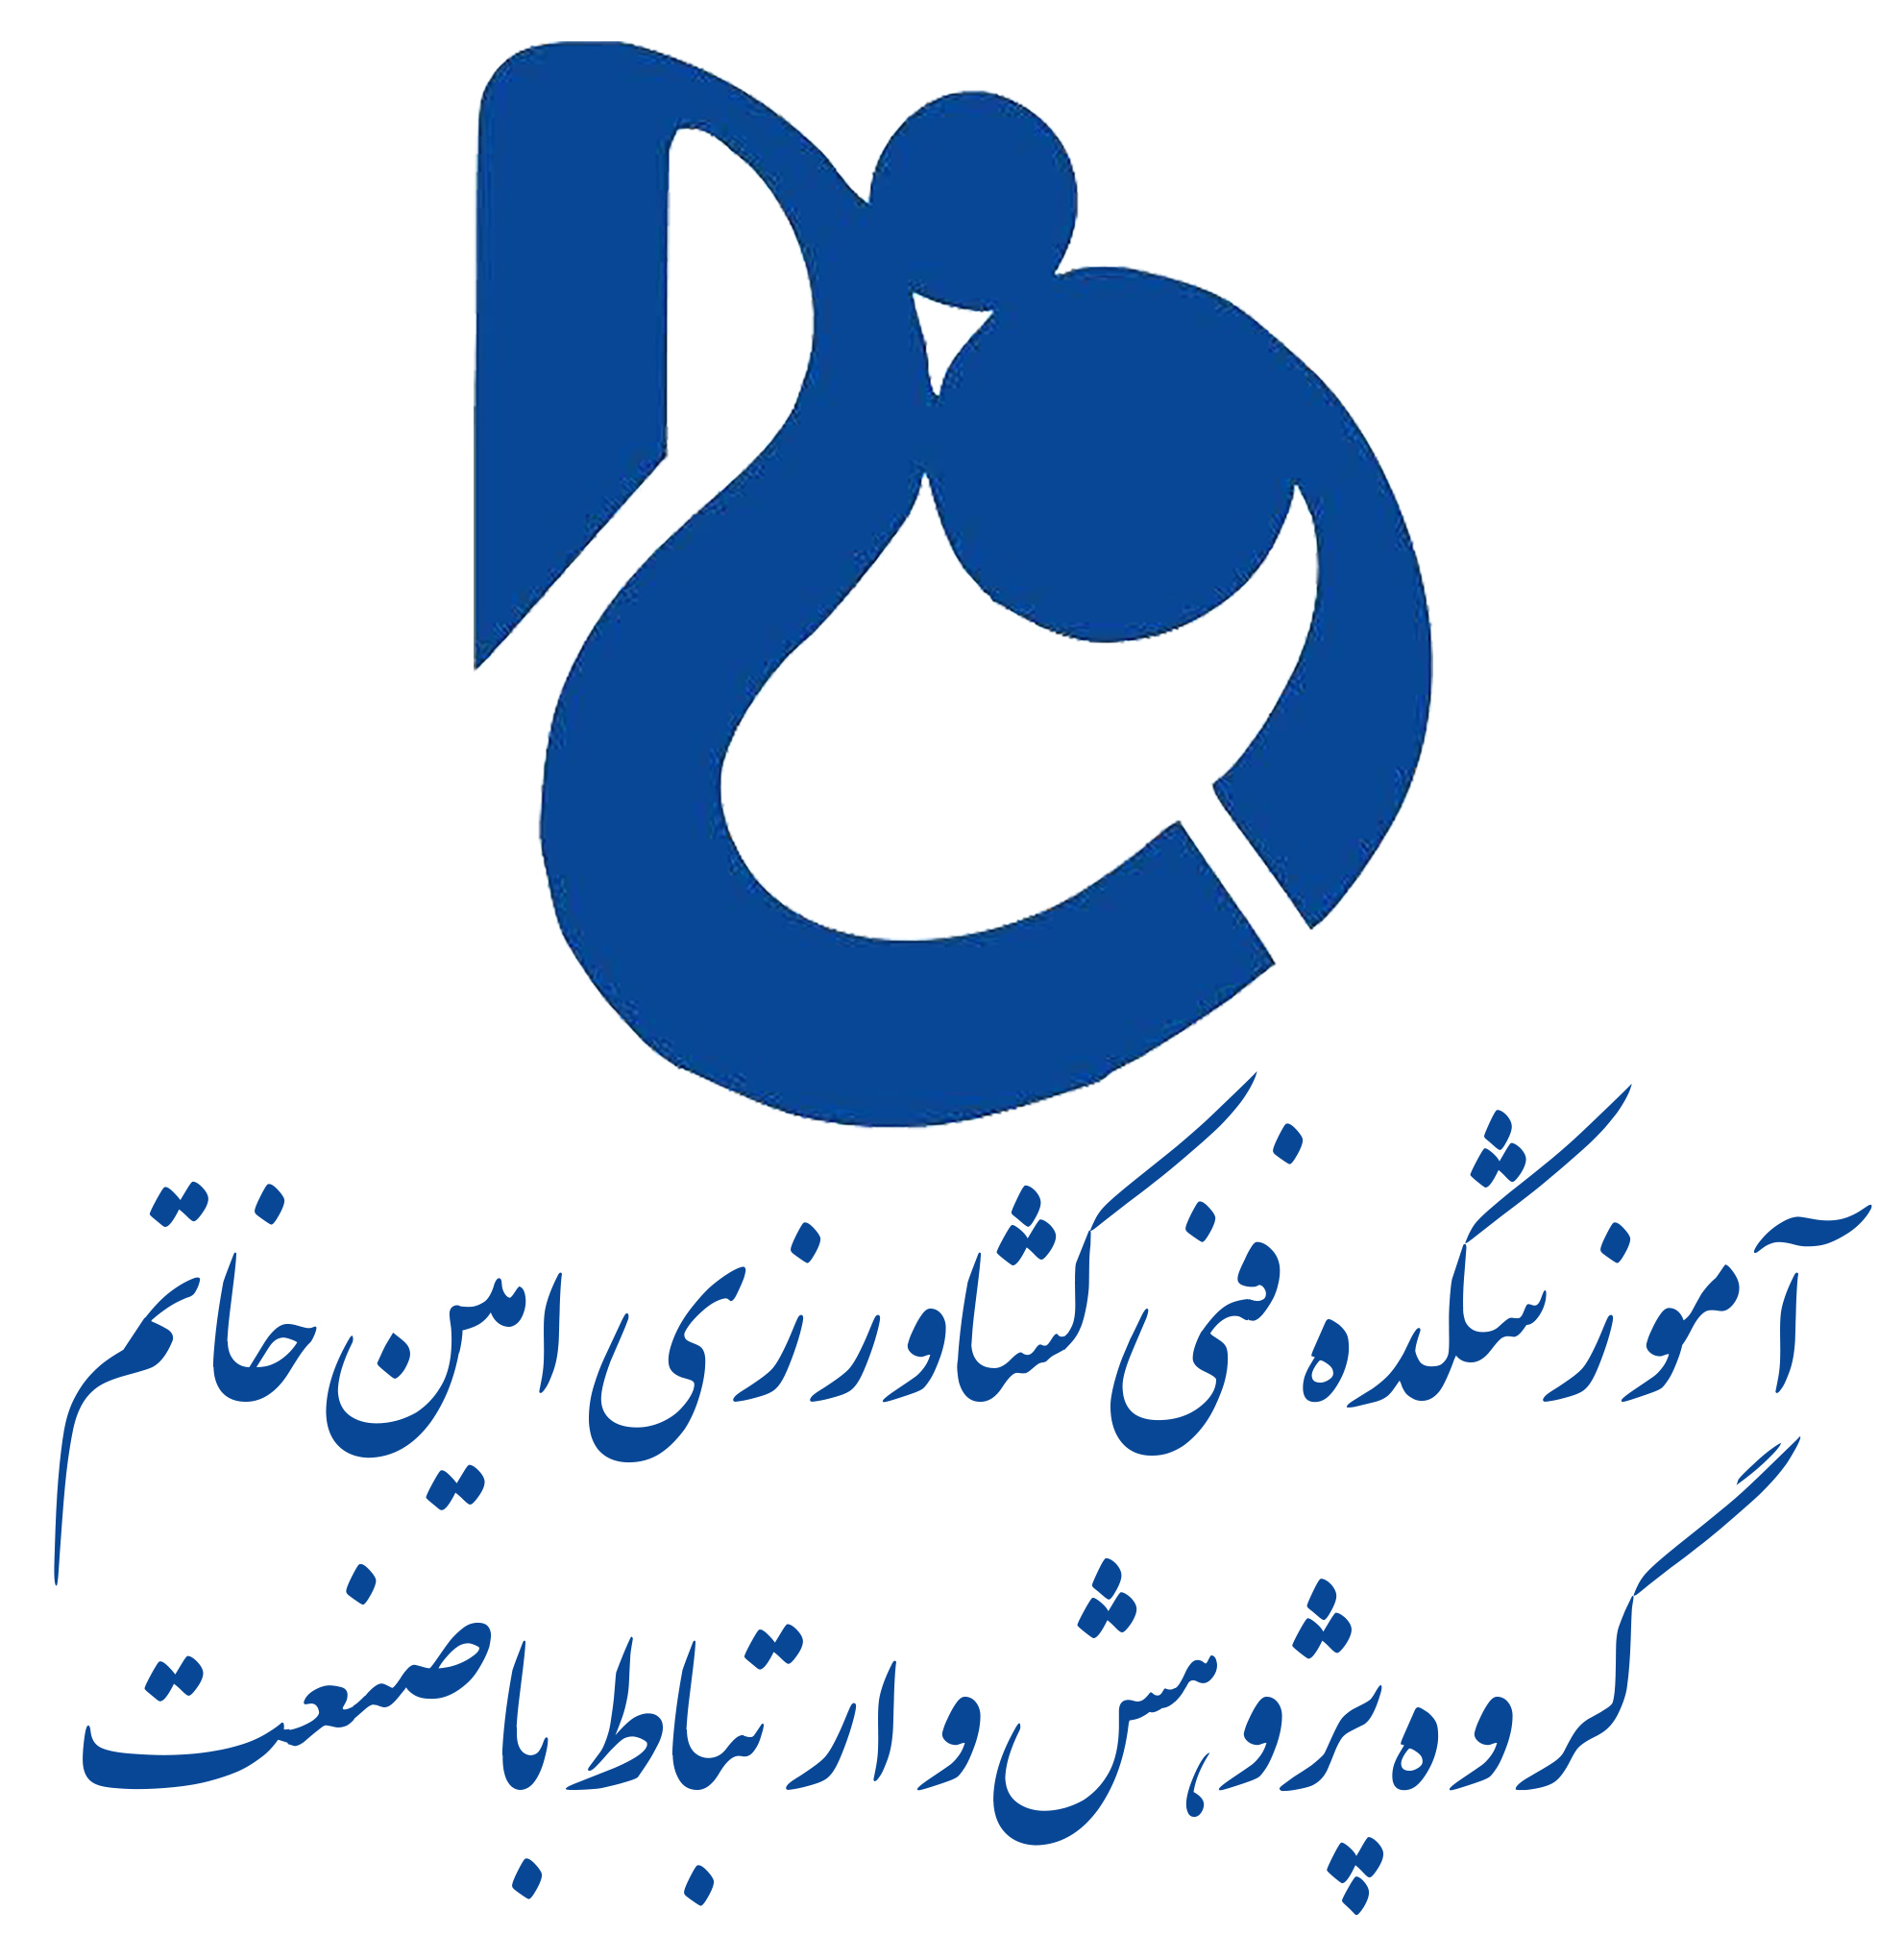 آموزشکده فنی کشاورزی امین خاتم
گروه پژوهش و ارتباط با صنعت